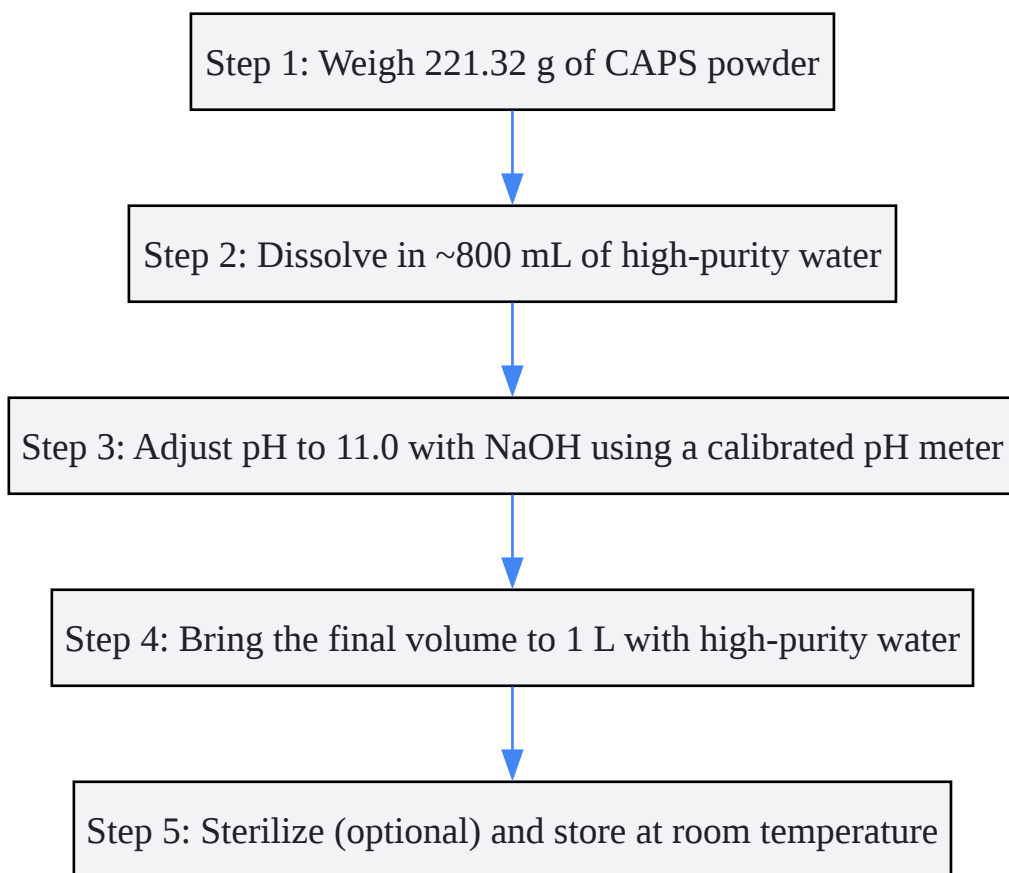 Step 1: Weigh 221.32 g of CAPS powder
Step 2: Dissolve in ~800 mL of high-purity water
Step 3: Adjust pH to 11.0 with NaOH using a calibrated pH meter
Step 4: Bring the final volume to 1 L with high-purity water
Step 5: Sterilize (optional) and store at room temperature